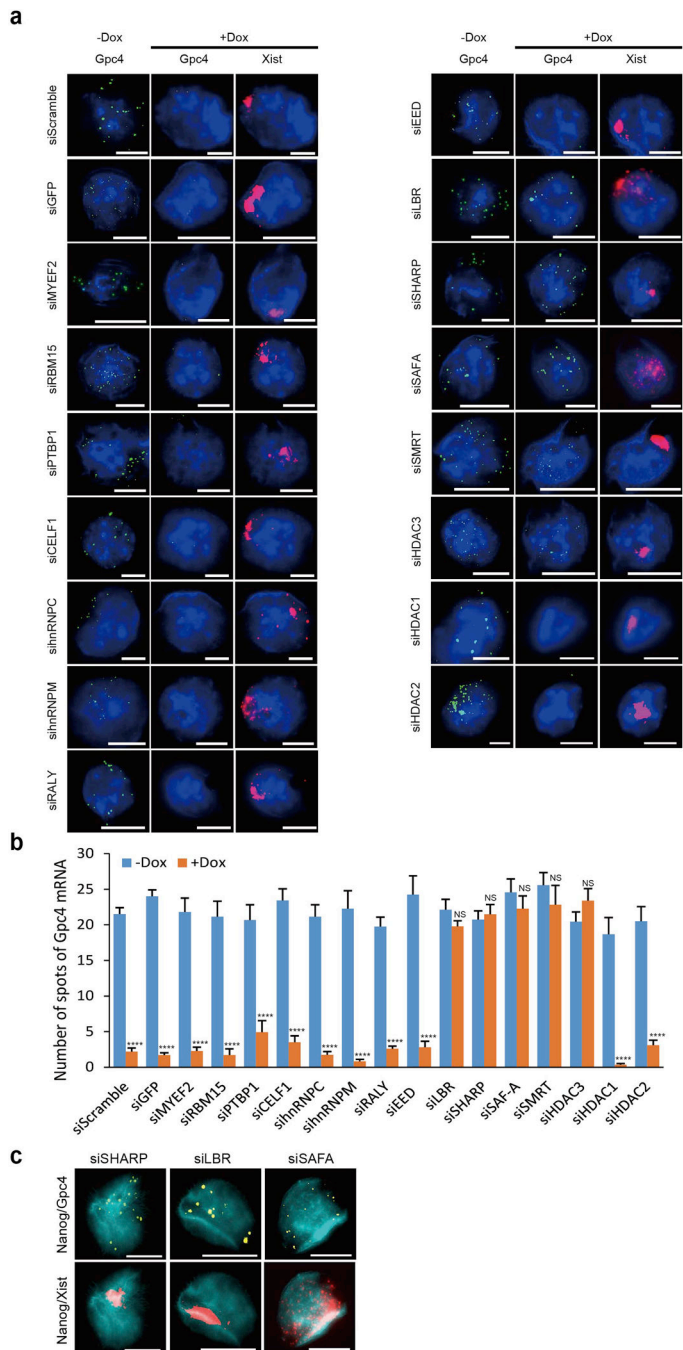 a
-Dox +Dox
Gpc4 Gpc4 Xist
siScramble
siGFP
siMYEF2
siRBM15
siPTBP1
siCELF1
sihnRNPC
sihnRNPM
siRALY
-Dox +Dox
Gpc4 Gpc4 Xist
siEED
siLBR
siSHARP
siSAFA
siSMRT
siHDAC3
siHDAC1
siHDAC2
b
Number of spots of Gpc4 mRNA
30
25
20
15
10
5
0
-Dox +Dox
**** **** **** **** **** **** **** **** **** **** NS NS NS NS NS **** ****
siScramble siGFP siMYEF2 siRBM15 siPTBP1 siCELF1 sihnRNPC sihnRNPM siRALY siEED siLBR siSHARP siSAF-A siSMRT siHDAC3 siHDAC1 siHDAC2
c
siSHARP siLBR siSAFA
Nanog/Gpc4
Nanog/Xist